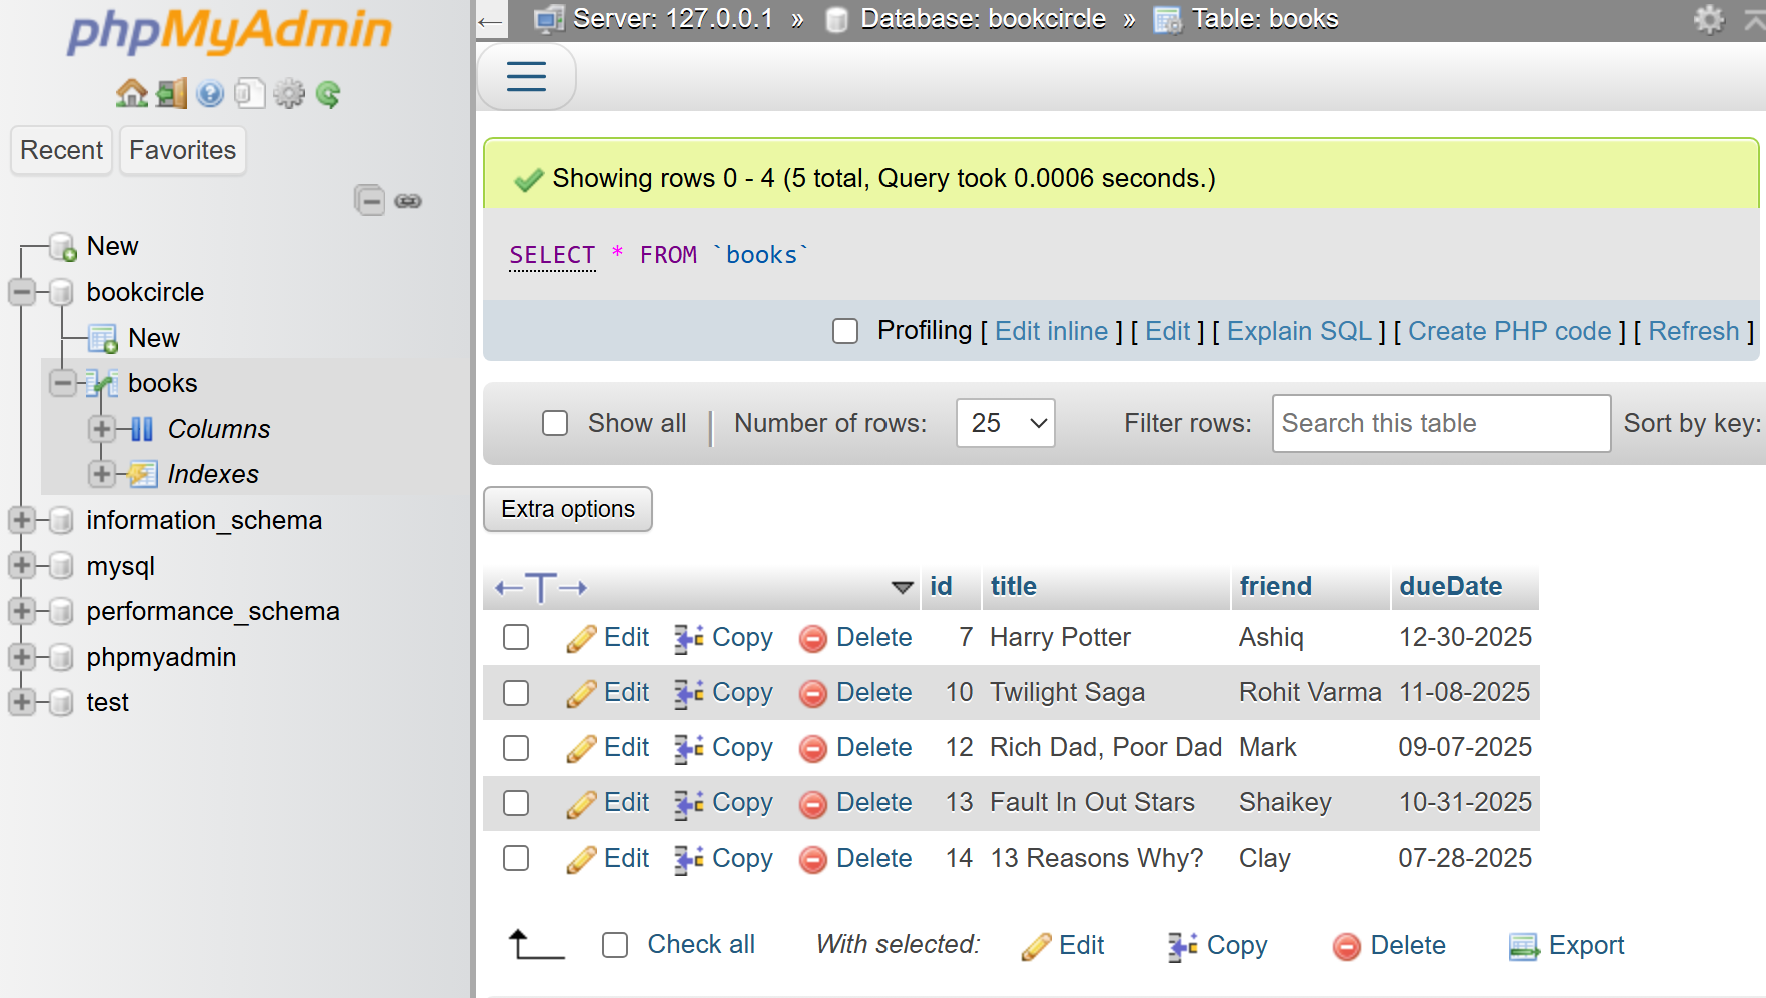 phpMyAdmin
Recent Favorites
New
bookcircle
New
books
Columns
Indexes
information_schema
mysql
performance_schema
phpmyadmin
test
Server: 127.0.0.1 » Database: bookcircle » Table: books
Showing rows 0 - 4 (5 total, Query took 0.0006 seconds.)
SELECT * FROM `books`
Profiling [ Edit inline ] [ Edit ] [ Explain SQL ] [ Create PHP code ] [ Refresh ]
Show all | Number of rows: 25 Filter rows: Search this table Sort by key:
Extra options
id title friend dueDate
Edit Copy Delete 7 Harry Potter Ashiq 12-30-2025
Edit Copy Delete 10 Twilight Saga Rohit Varma 11-08-2025
Edit Copy Delete 12 Rich Dad, Poor Dad Mark 09-07-2025
Edit Copy Delete 13 Fault In Out Stars Shaikey 10-31-2025
Edit Copy Delete 14 13 Reasons Why? Clay 07-28-2025
Check all With selected: Edit Copy Delete Export